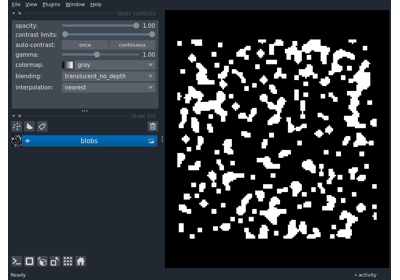 File View Plugins Window Help
layer controls
opacity: 1.00
contrast limits:
auto-contrast: once continuous
gamma: 1.00
colormap: gray
blending: translucent_no_depth
interpolation: nearest
layer list
blobs
Ready activity